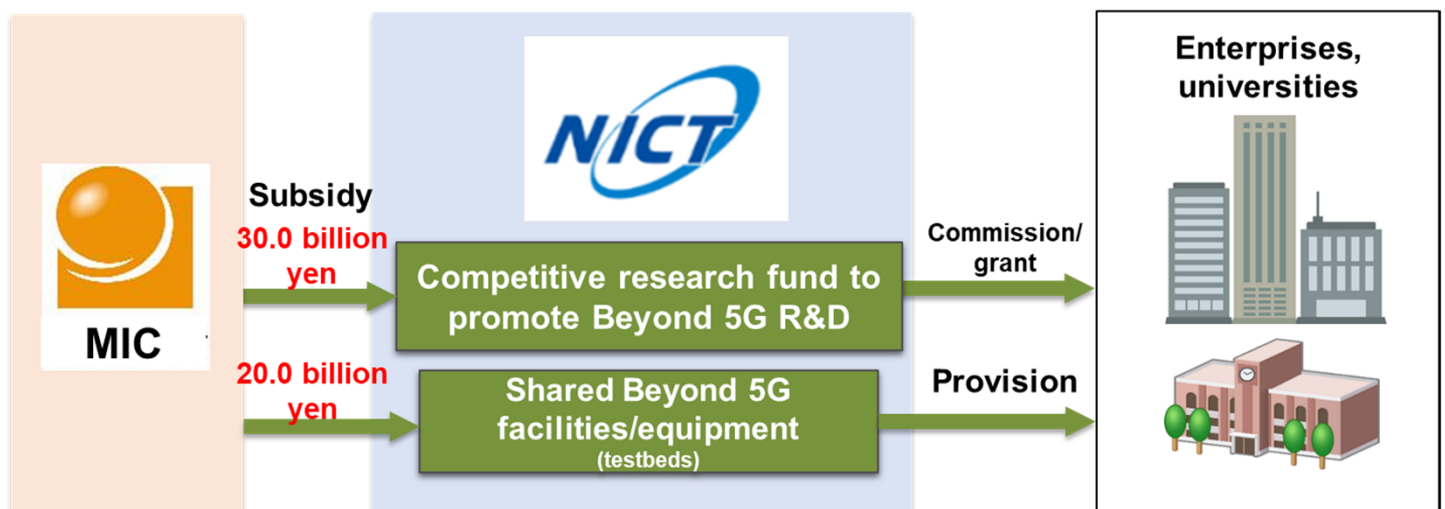 MIC
Subsidy
30.0 billion
yen
20.0 billion
yen
NICT
Competitive research fund to
promote Beyond 5G R&D
Shared Beyond 5G
facilities/equipment
(testbeds)
Commission/
grant
Provision
Enterprises,
universities